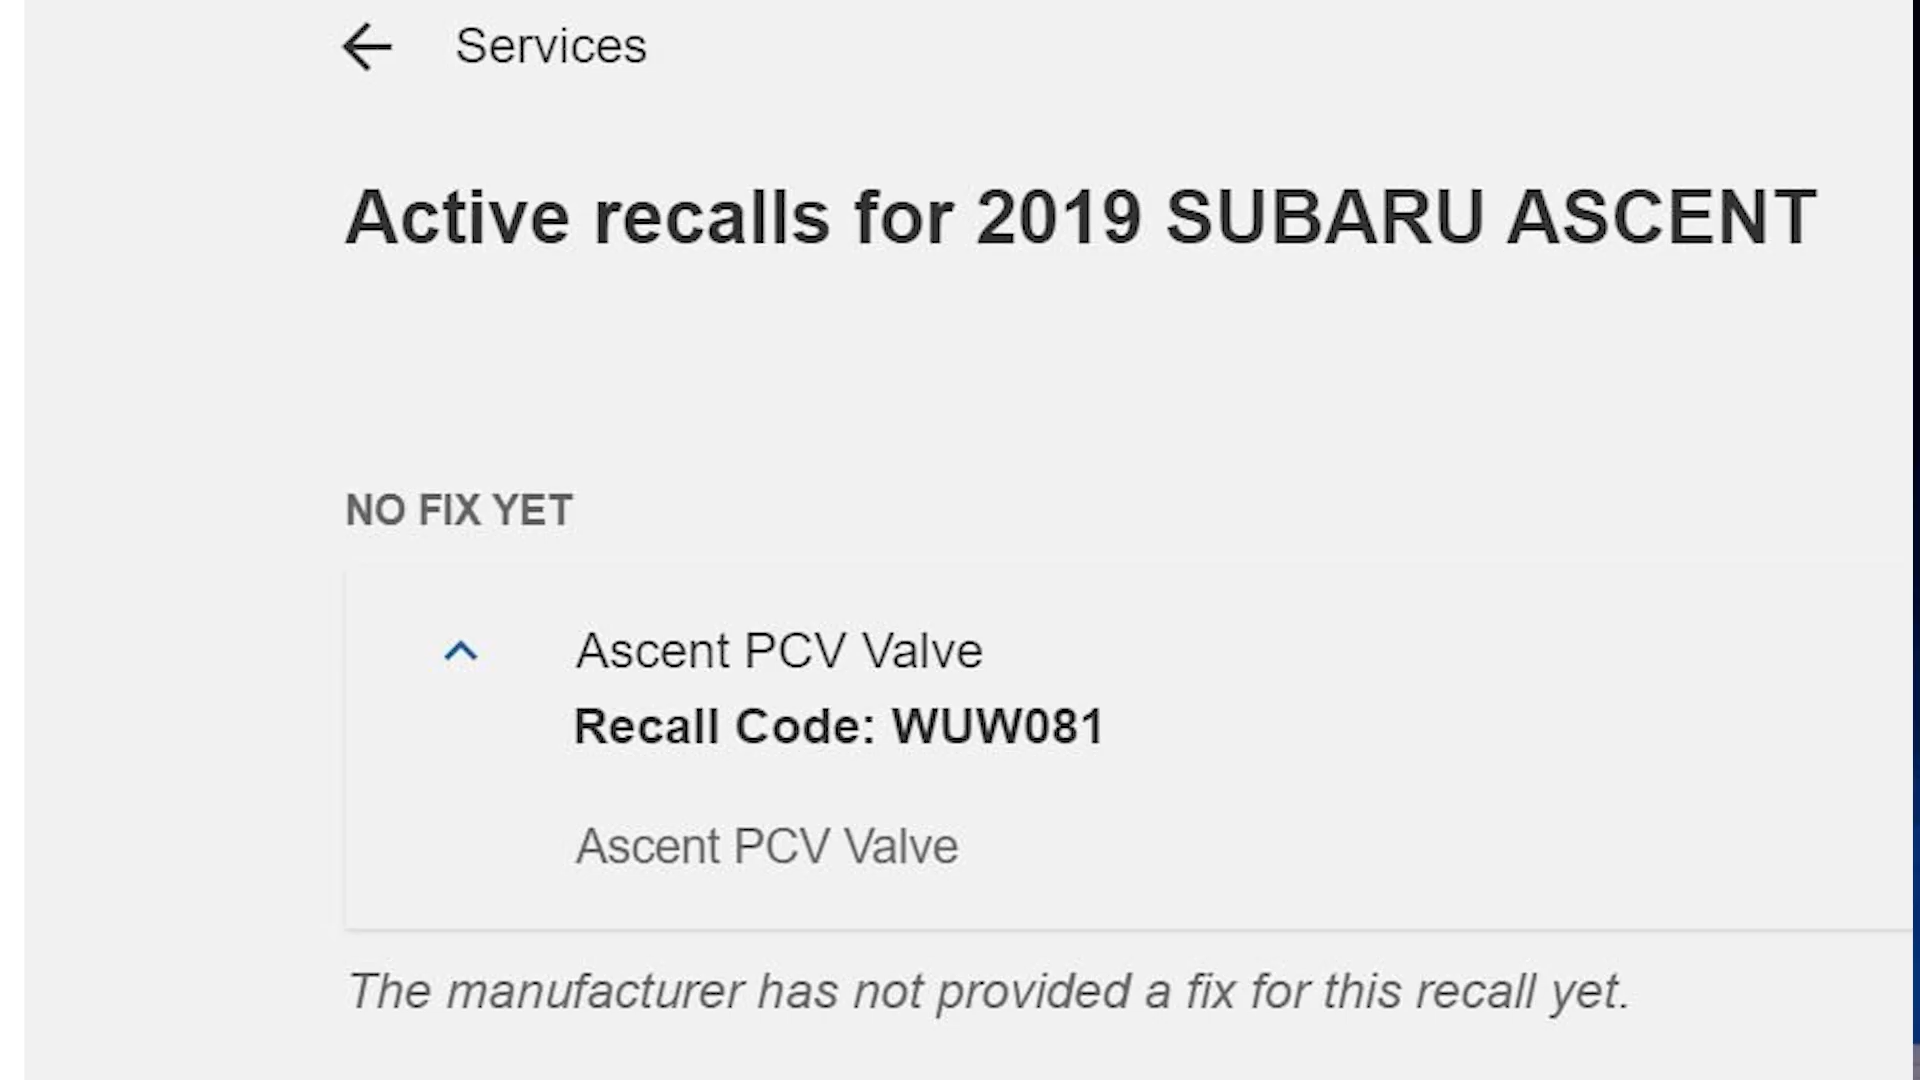 Services
Active recalls for 2019 SUBARU ASCENT
NO FIX YET
Ascent PCV Valve
Recall Code: WUW081
Ascent PCV Valve
The manufacturer has not provided a fix for this recall yet.